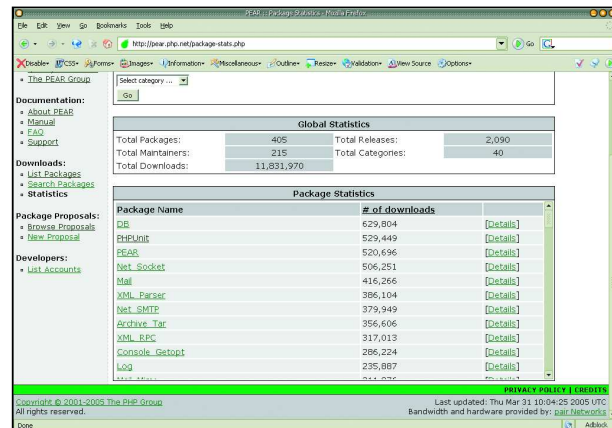 PEAR :: Package Statistics - Mozilla Firefox
File Edit View Go Bookmarks Tools Help
http://pear.php.net/package-stats.php
Go
Disable CSS Forms Images Information Miscellaneous Outline Resize Validation View Source Options
The PEAR Group
Documentation:
About PEAR
Manual
FAQ
Support
Downloads:
List Packages
Search Packages
Statistics
Package Proposals:
Browse Proposals
New Proposal
Developers:
List Accounts
Select category ...
Go
Global Statistics
Total Packages: 405 Total Releases: 2,090
Total Maintainers: 215 Total Categories: 40
Total Downloads: 11,831,970
Package Statistics
Package Name # of downloads
DB 629,804 [Details]
PHPUnit 529,449 [Details]
PEAR 520,696 [Details]
Net_Socket 506,251 [Details]
Mail 416,266 [Details]
XML_Parser 386,104 [Details]
Net_SMTP 379,949 [Details]
Archive_Tar 356,606 [Details]
XML_RPC 317,013 [Details]
Console_Getopt 286,224 [Details]
Log 235,887 [Details]
PRIVACY POLICY | CREDITS
Copyright © 2001-2005 The PHP Group
All rights reserved.
Last updated: Thu Mar 31 10:04:25 2005 UTC
Bandwidth and hardware provided by: pair Networks
Done
Adblock